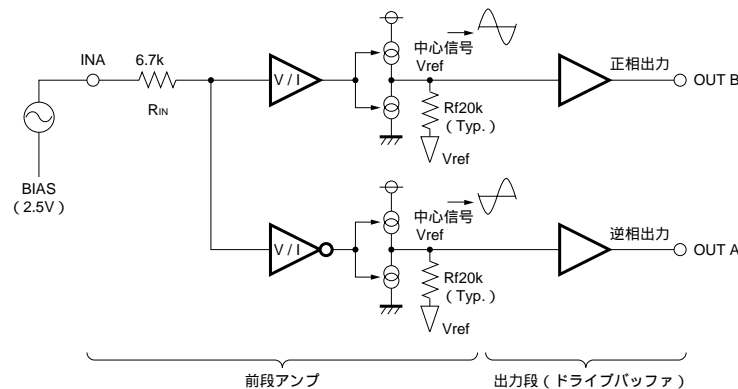 INA
6.7k
RIN
BIAS
(2.5V)
V/I
中心信号
Vref
Rf20k
(Typ.)
Vref
正相出力
OUT B
V/I
中心信号
Vref
Rf20k
(Typ.)
Vref
逆相出力
OUT A
前段アンプ
出力段(ドライブバッファ)